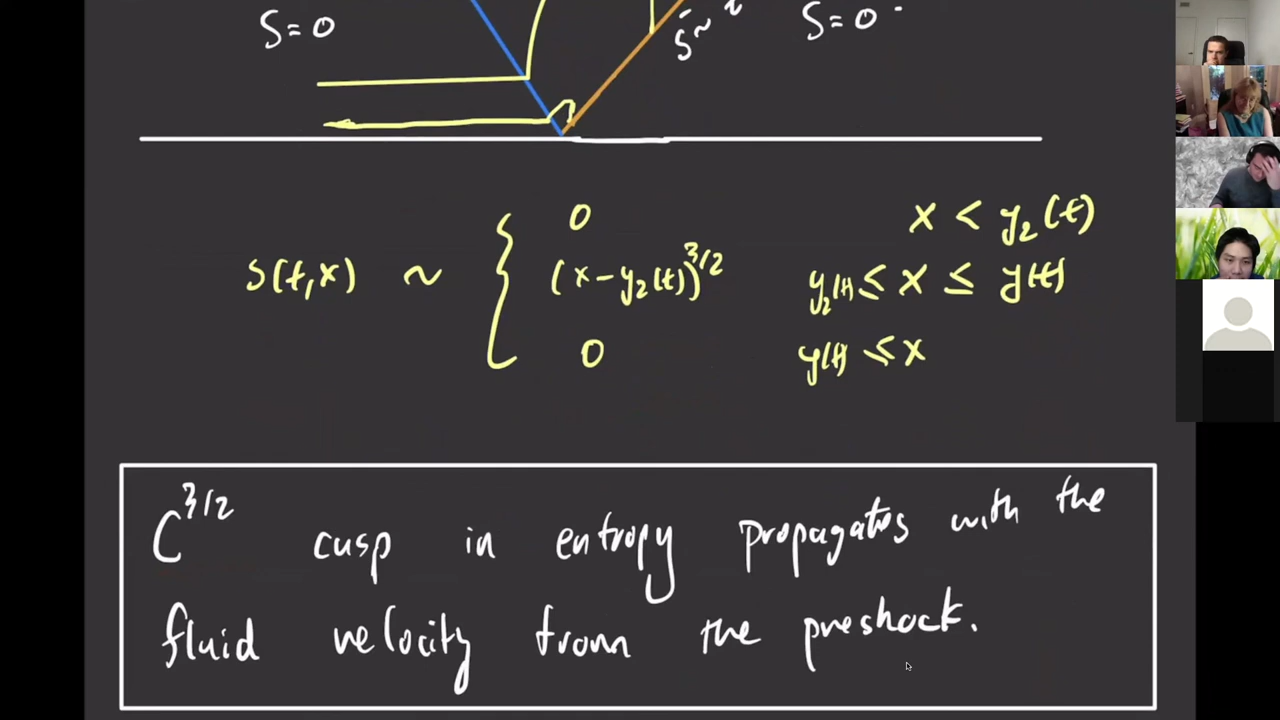 S = 0
S = 0
0 x < y₂(t)
S(t,x) ~ (x - y₂(t))^{3/2} y₂(t) ≤ x ≤ y(t)
0 y(t) ≤ x
C^{3/2} cusp in entropy propagates with the
fluid velocity from the preshock.